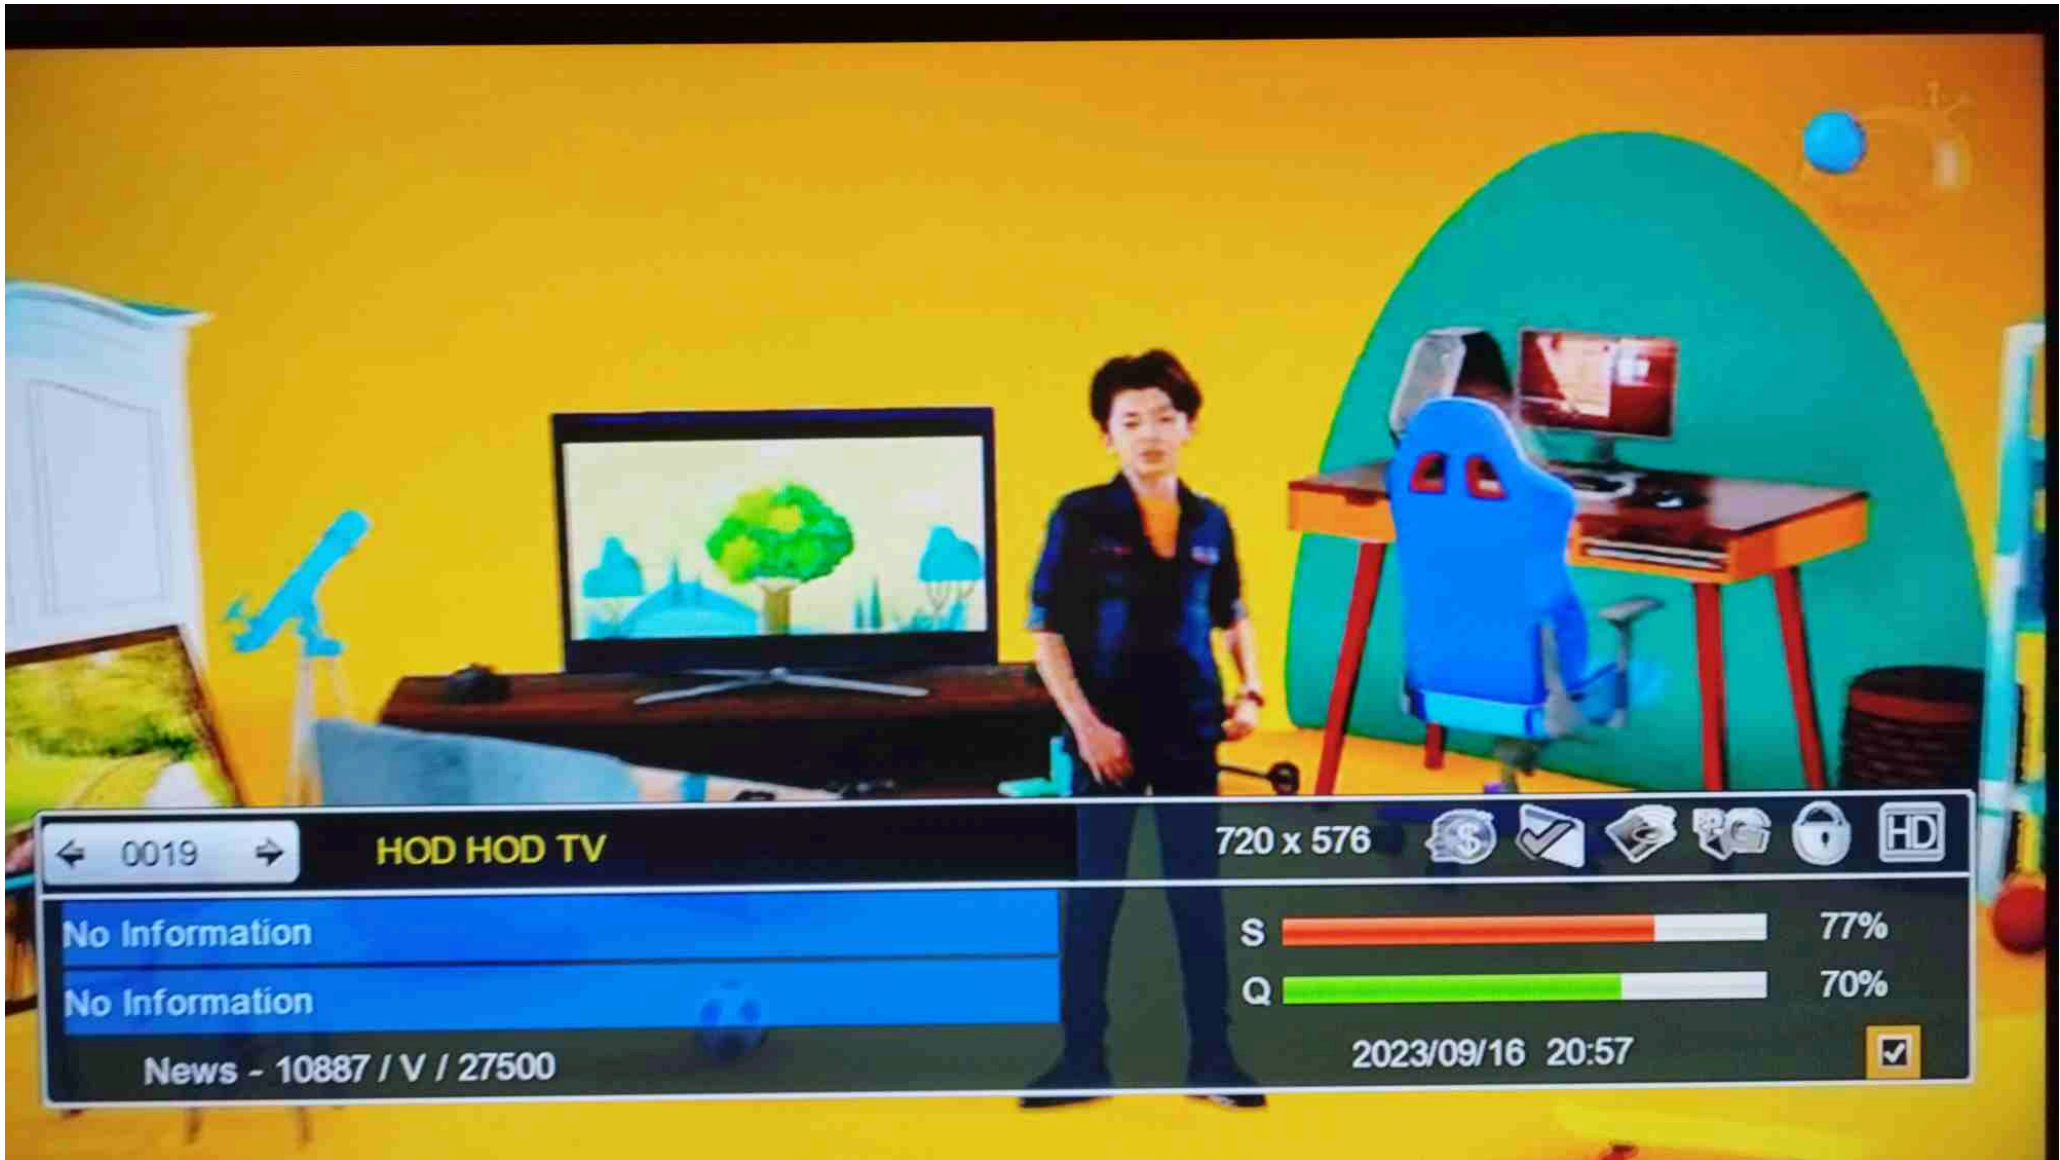 0019 HOD HOD TV 720 x 576 HD
No Information
S 77%
No Information
Q 70%
News - 10887 / V / 27500 2023/09/16 20:57